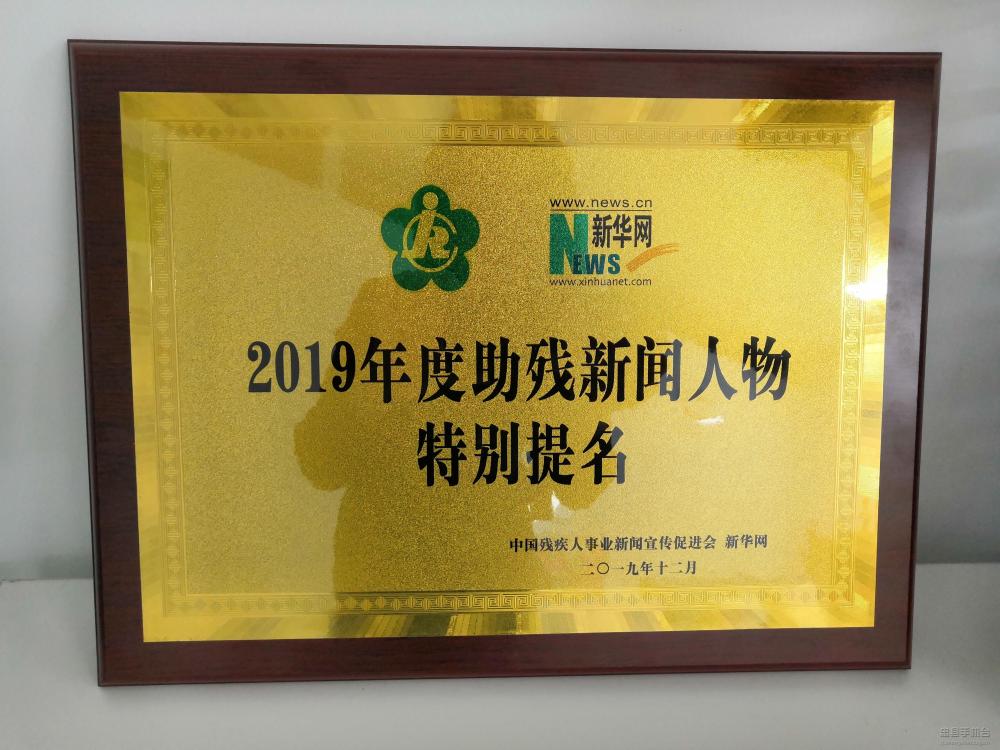 www.news.cn
新华网
NEWS
www.xinhuanet.com
2019年度助残新闻人物
特别提名
中国残疾人事业新闻宣传促进会 新华网
二〇一九年十二月